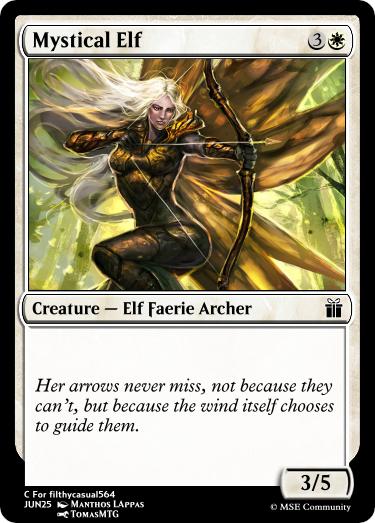 Mystical Elf 3
Creature — Elf Faerie Archer
Her arrows never miss, not because they
can't, but because the wind itself chooses
to guide them.
3/5
C For filthycasual564
JUN25 Manthos Lappas
TomasMTG
© MSE Community